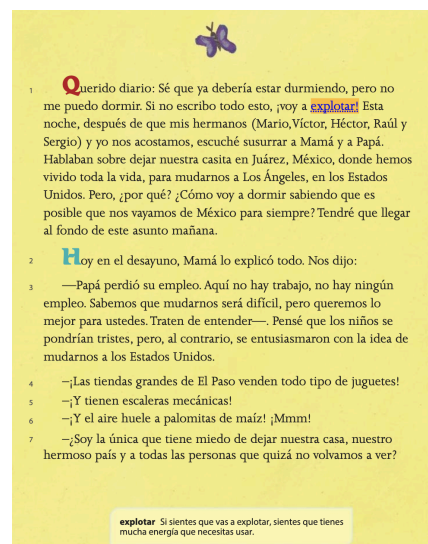 1 Querido diario: Sé que ya debería estar durmiendo, pero no
me puedo dormir. Si no escribo todo esto, ¡voy a explotar! Esta
noche, después de que mis hermanos (Mario,Víctor, Héctor, Raúl y
Sergio) y yo nos acostamos, escuché susurrar a Mamá y a Papá.
Hablaban sobre dejar nuestra casita en Juárez, México, donde hemos
vivido toda la vida, para mudarnos a Los Ángeles, en los Estados
Unidos. Pero, ¿por qué? ¿Cómo voy a dormir sabiendo que es
posible que nos vayamos de México para siempre? Tendré que llegar
al fondo de este asunto mañana.
2 Hoy en el desayuno, Mamá lo explicó todo. Nos dijo:
3 —Papá perdió su empleo. Aquí no hay trabajo, no hay ningún
empleo. Sabemos que mudarnos será difícil, pero queremos lo
mejor para ustedes. Traten de entender—. Pensé que los niños se
pondrían tristes, pero, al contrario, se entusiasmaron con la idea de
mudarnos a los Estados Unidos.
4 –¡Las tiendas grandes de El Paso venden todo tipo de juguetes!
5 –¡Y tienen escaleras mecánicas!
6 –¡Y el aire huele a palomitas de maíz! ¡Mmm!
7 –¿Soy la única que tiene miedo de dejar nuestra casa, nuestro
hermoso país y a todas las personas que quizá no volvamos a ver?
explotar Si sientes que vas a explotar, sientes que tienes
mucha energía que necesitas usar.